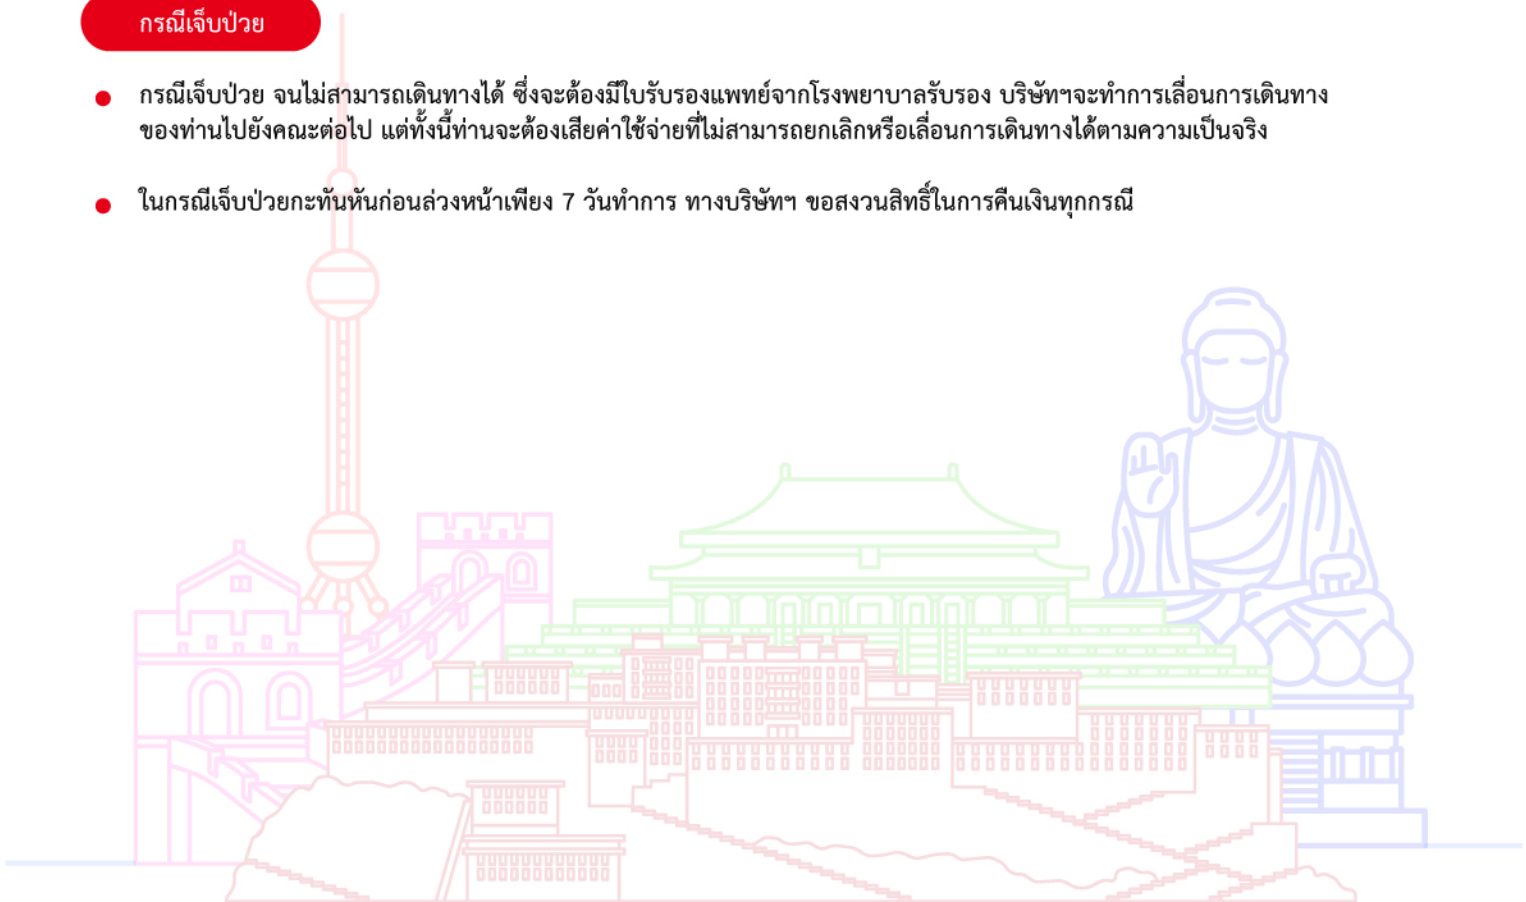 กรณีเจ็บป่วย
กรณีเจ็บป่วย จนไม่สามารถเดินทางได้ ซึ่งจะต้องมีใบรับรองแพทย์จากโรงพยาบาลรับรอง บริษัทฯจะทำการเลื่อนการเดินทาง
ของท่านไปยังคณะต่อไป แต่ทั้งนี้ท่านจะต้องเสียค่าใช้จ่ายที่ไม่สามารถยกเลิกหรือเลื่อนการเดินทางได้ตามความเป็นจริง
ในกรณีเจ็บป่วยกะทันหันก่อนล่วงหน้าเพียง 7 วันทำการ ทางบริษัทฯ ขอสงวนสิทธิ์ในการคืนเงินทุกกรณี